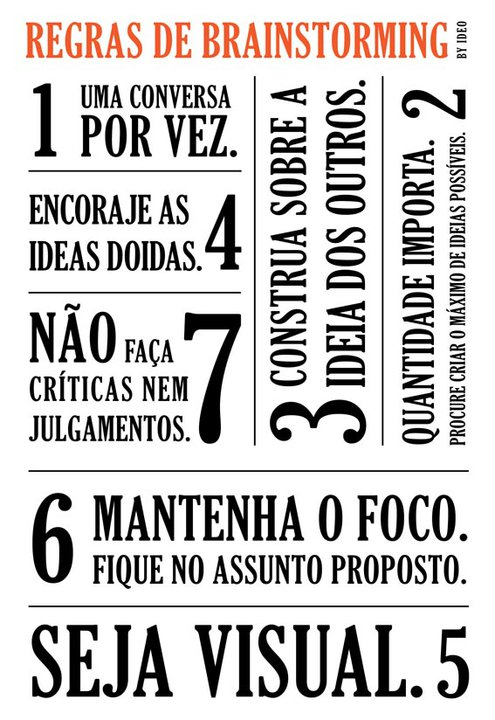 REGRAS DE BRAINSTORMING
BY IDEO
1
UMA CONVERSA
POR VEZ.
ENCORAJE AS
IDEAS DOIDAS.
4
NÃO FAÇA
CRÍTICAS NEM
JULGAMENTOS.
7
3
CONSTRUA SOBRE A
IDEIA DOS OUTROS.
QUANTIDADE IMPORTA.
2
PROCURE CRIAR O MÁXIMO DE IDEIAS POSSÍVEIS.
6
MANTENHA O FOCO.
FIQUE NO ASSUNTO PROPOSTO.
SEJA VISUAL. 5